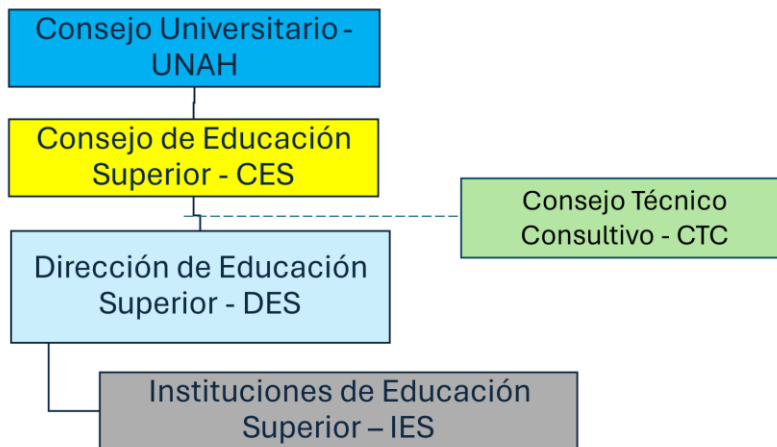 Consejo Universitario -
UNAH
Consejo de Educación
Superior - CES
Consejo Técnico
Consultivo - CTC
Dirección de Educación
Superior - DES
Instituciones de Educación
Superior – IES